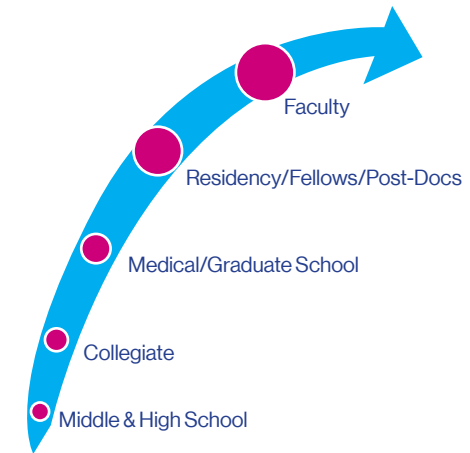 Faculty
Residency/Fellows/Post-Docs
Medical/Graduate School
Collegiate
Middle & High School